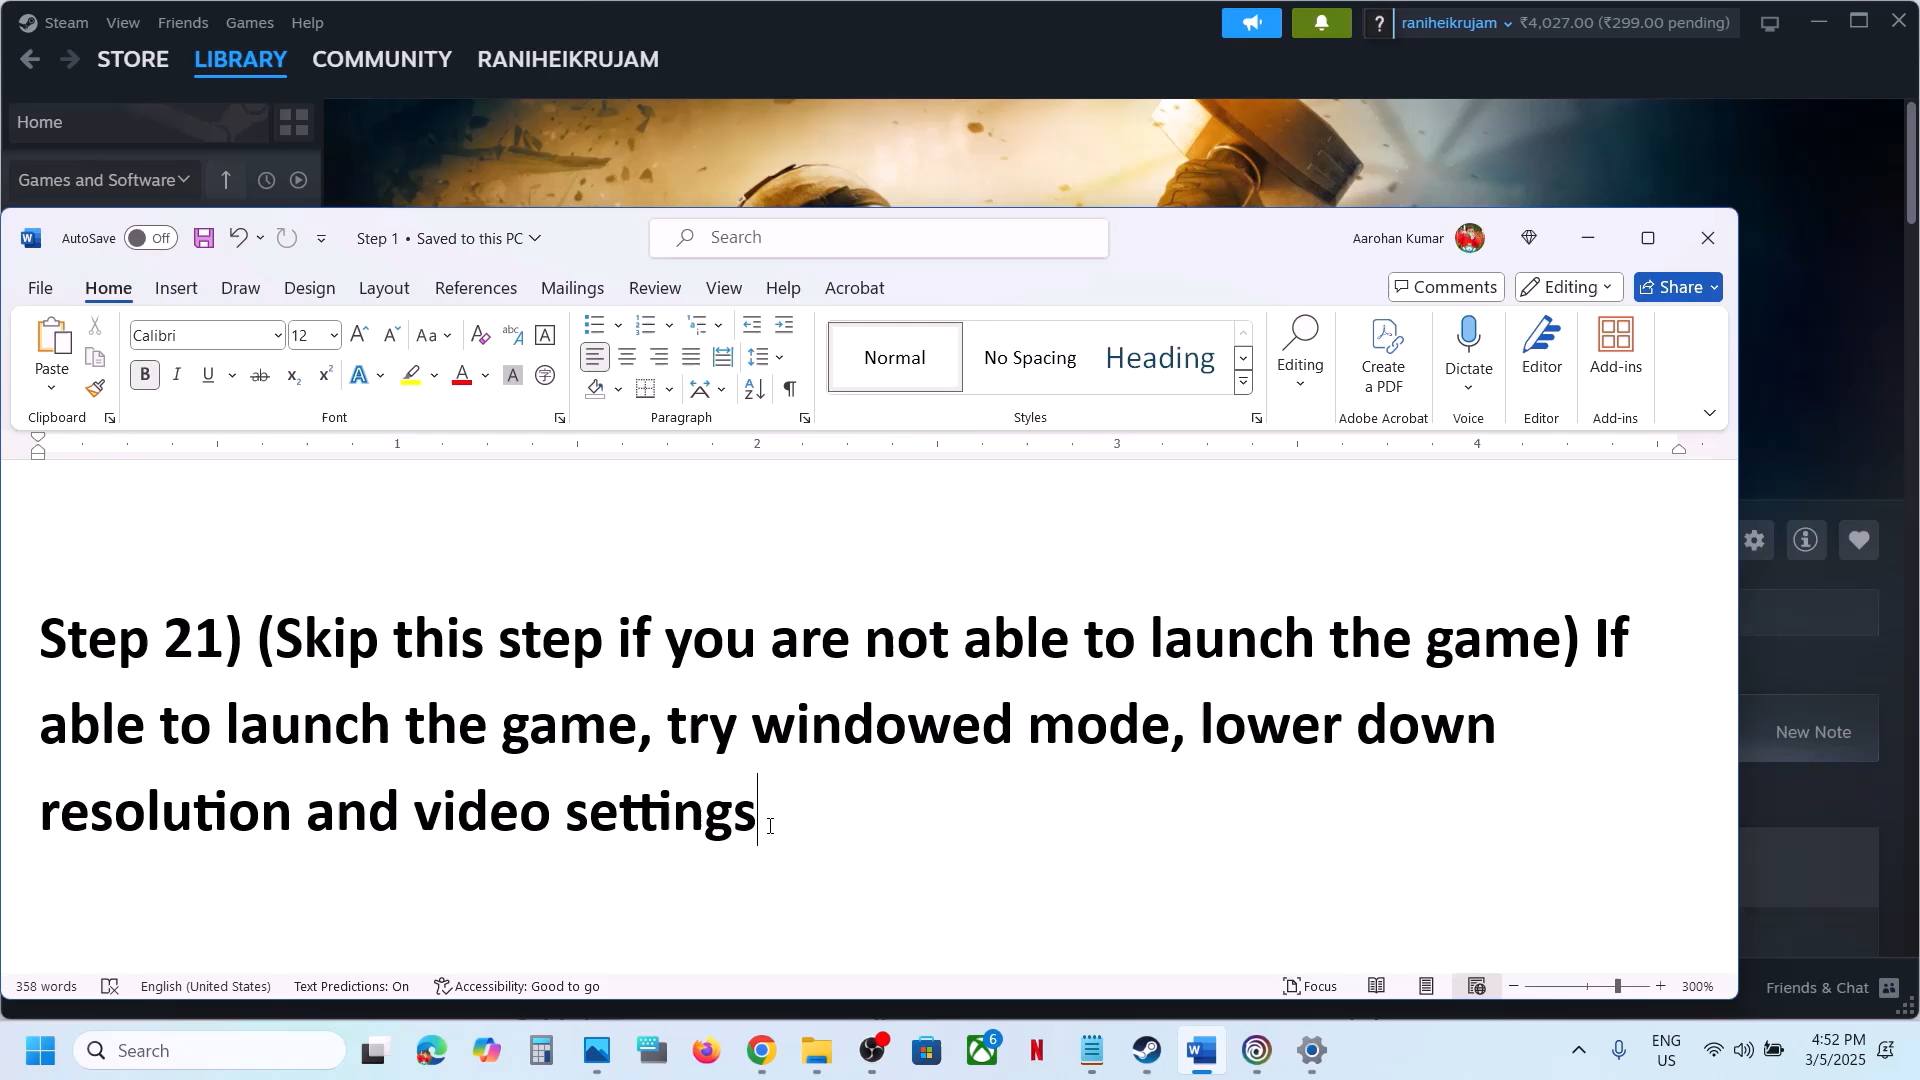 Steam View Friends Games Help
raniheikrujam ₹4,027.00 (₹299.00 pending)
STORE LIBRARY COMMUNITY RANIHEIKRUJAM
Home
Games and Software
AutoSave Off
Step 1 • Saved to this PC
Search
Aarohan Kumar
File Home Insert Draw Design Layout References Mailings Review View Help Acrobat
Comments Editing Share
Paste
Calibri 12
Normal No Spacing Heading
Editing
Create
a PDF
Dictate
Editor
Add-ins
Clipboard Font Paragraph Styles Adobe Acrobat Voice Editor Add-ins
1 2 3 4
Step 21) (Skip this step if you are not able to launch the game) If
able to launch the game, try windowed mode, lower down
resolution and video settings
New Note
358 words English (United States) Text Predictions: On Accessibility: Good to go Focus 300%
Friends & Chat
Search
6
ENG
US
4:52 PM
3/5/2025